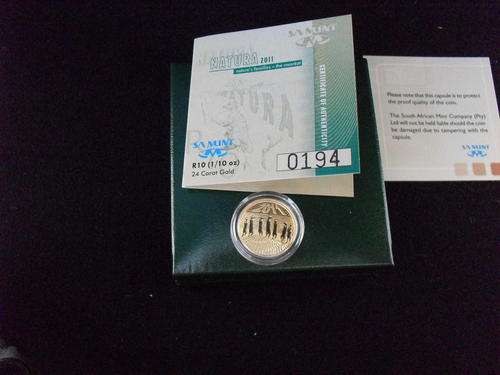 SA MINT
NATURA 2011
nature's families – the meerkat
CERTIFICATE OF AUTHENTICITY
SA MINT
0194
R10 (1/10 oz)
24 Carat Gold
Please note that this capsule is to protect
the proof quality of the coin.
The South African Mint Company (Pty)
Ltd will not be held liable should the coin
be damaged due to tampering with the
capsule.
SA MINT